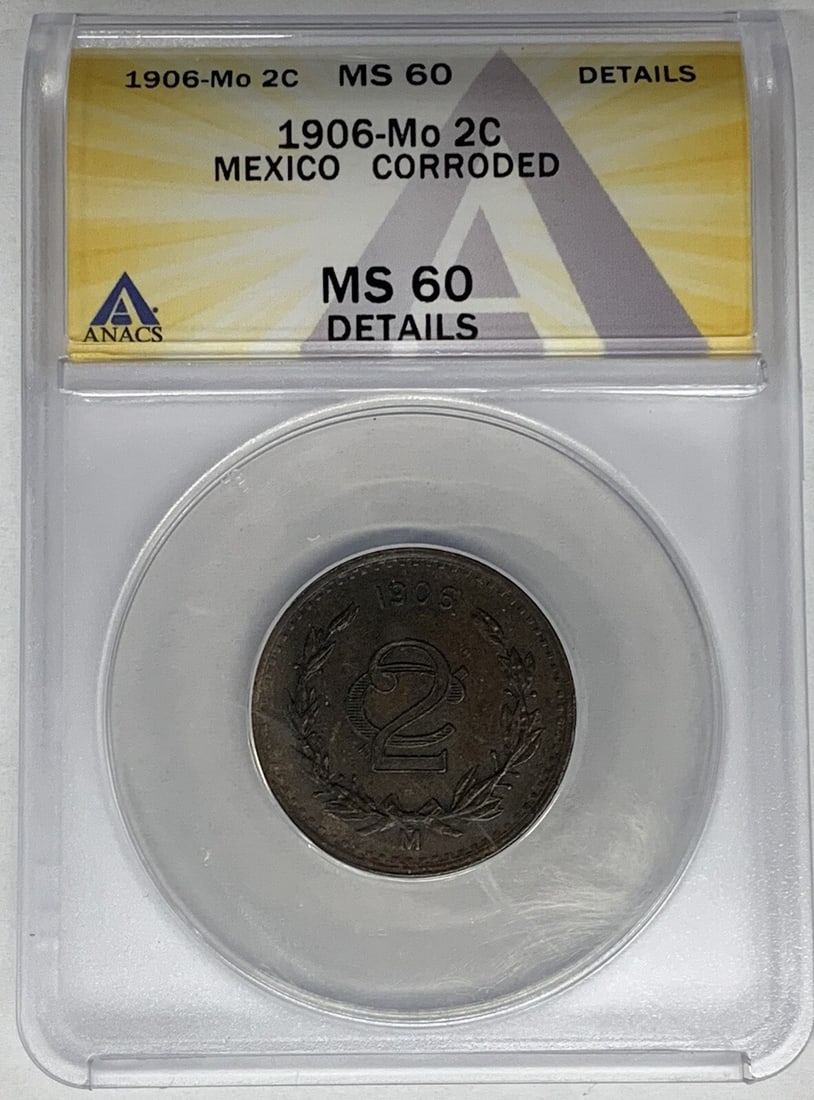 1906-Mo 2C MS 60 DETAILS
1906-Mo 2C
MEXICO CORRODED
MS 60
DETAILS
ANACS
1906
2¢
M